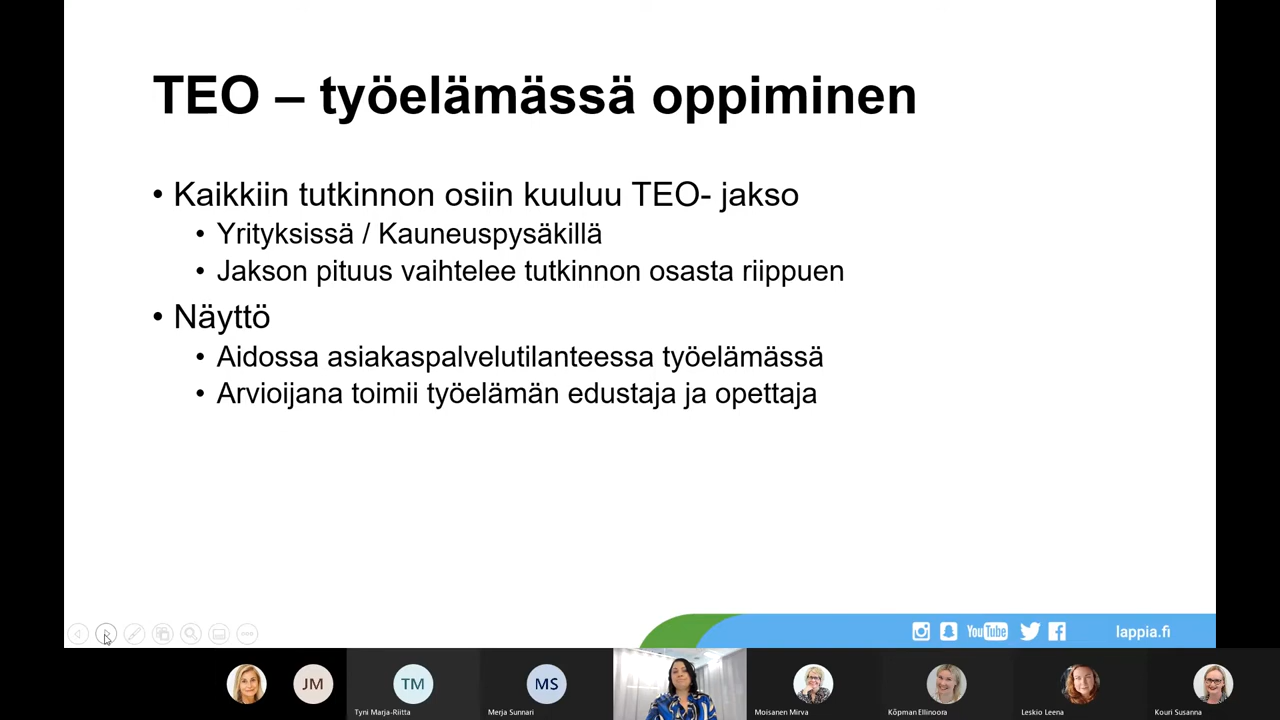 TEO – työelämässä oppiminen
• Kaikkiin tutkinnon osiin kuuluu TEO- jakso
• Yrityksissä / Kauneuspysäkillä
• Jakson pituus vaihtelee tutkinnon osasta riippuen
• Näyttö
• Aidossa asiakaspalvelutilanteessa työelämässä
• Arvioijana toimii työelämän edustaja ja opettaja
YouTube
lappia.fi
JM
TM
MS
Tyni Marja-Riitta
Merja Sunnari
Moisanen Mirva
Köpman Ellinoora
Leskio Leena
Kouri Susanna